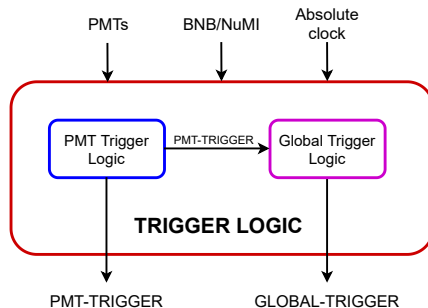 PMTs
BNB/NuMI
Absolute
clock
PMT Trigger
Logic
PMT-TRIGGER
Global Trigger
Logic
TRIGGER LOGIC
PMT-TRIGGER
GLOBAL-TRIGGER